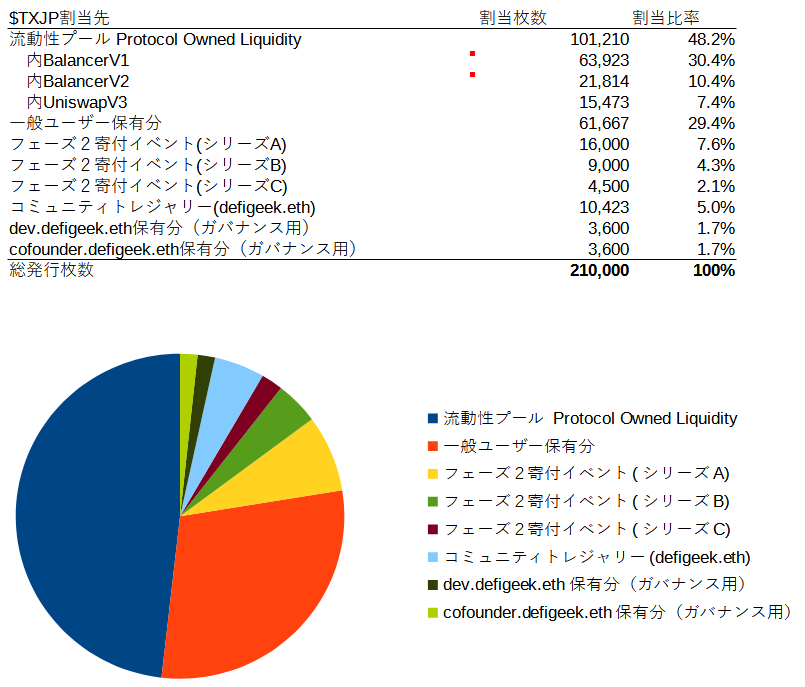 $TXJP割当先 割当枚数 割当比率
流動性プール Protocol Owned Liquidity 101,210 48.2%
内BalancerV1 63,923 30.4%
内BalancerV2 21,814 10.4%
内UniswapV3 15,473 7.4%
一般ユーザー保有分 61,667 29.4%
フェーズ２寄付イベント(シリーズA) 16,000 7.6%
フェーズ２寄付イベント(シリーズB) 9,000 4.3%
フェーズ２寄付イベント(シリーズC) 4,500 2.1%
コミュニティトレジャリー(defigeek.eth) 10,423 5.0%
dev.defigeek.eth保有分（ガバナンス用） 3,600 1.7%
cofounder.defigeek.eth保有分（ガバナンス用） 3,600 1.7%
総発行枚数 210,000 100%
流動性プール Protocol Owned Liquidity
一般ユーザー保有分
フェーズ２寄付イベント ( シリーズ A)
フェーズ２寄付イベント ( シリーズ B)
フェーズ２寄付イベント ( シリーズ C)
コミュニティトレジャリー (defigeek.eth)
dev.defigeek.eth 保有分（ガバナンス用）
cofounder.defigeek.eth 保有分（ガバナンス用）